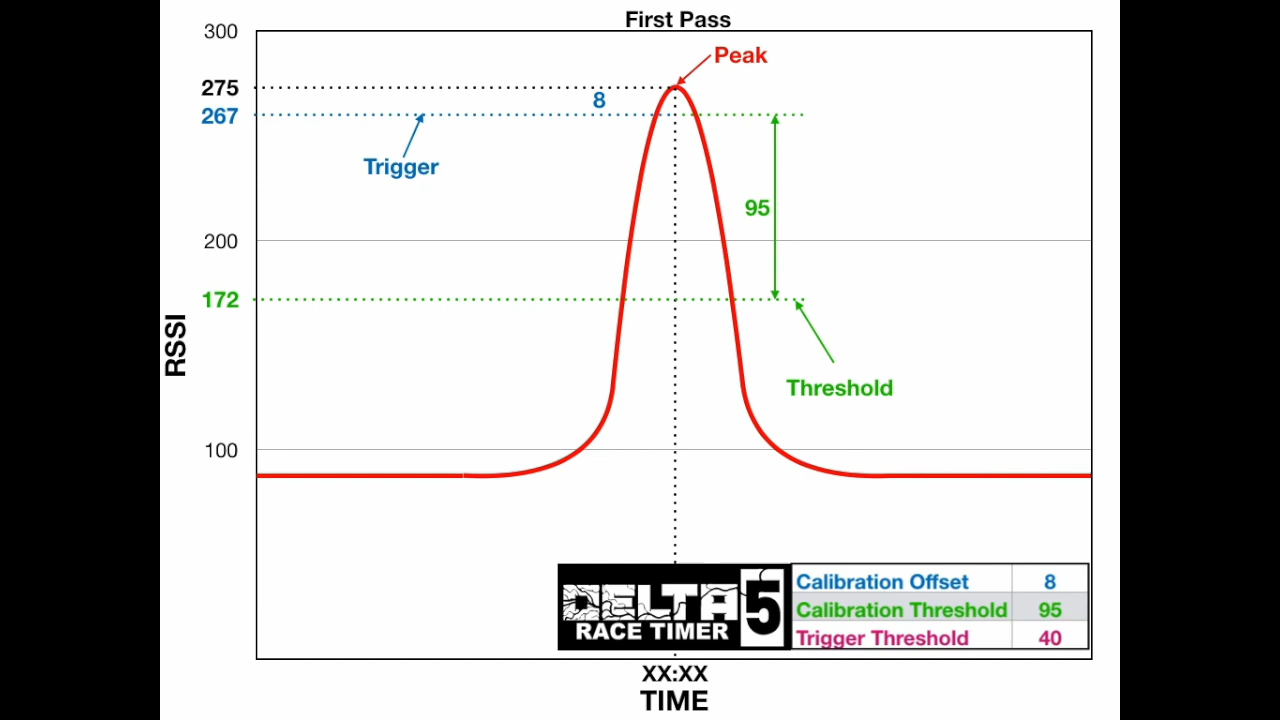 First Pass
300
Peak
275
8
267
Trigger
95
200
172
RSSI
Threshold
100
DELTA 5
RACE TIMER
Calibration Offset 8
Calibration Threshold 95
Trigger Threshold 40
XX:XX
TIME